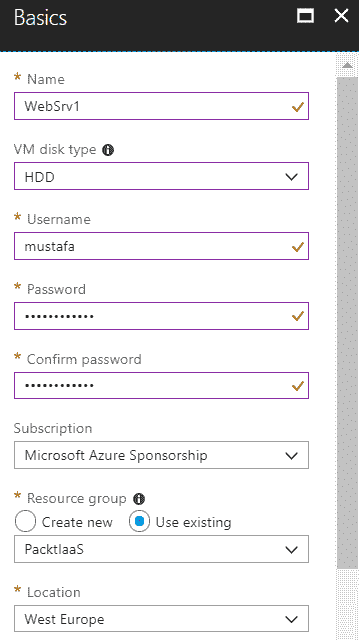 Basics
* Name
WebSrv1
VM disk type
HDD
* Username
mustafa
* Password
••••••••••••
* Confirm password
••••••••••••
Subscription
Microsoft Azure Sponsorship
* Resource group
Create new Use existing
PacktIaaS
* Location
West Europe